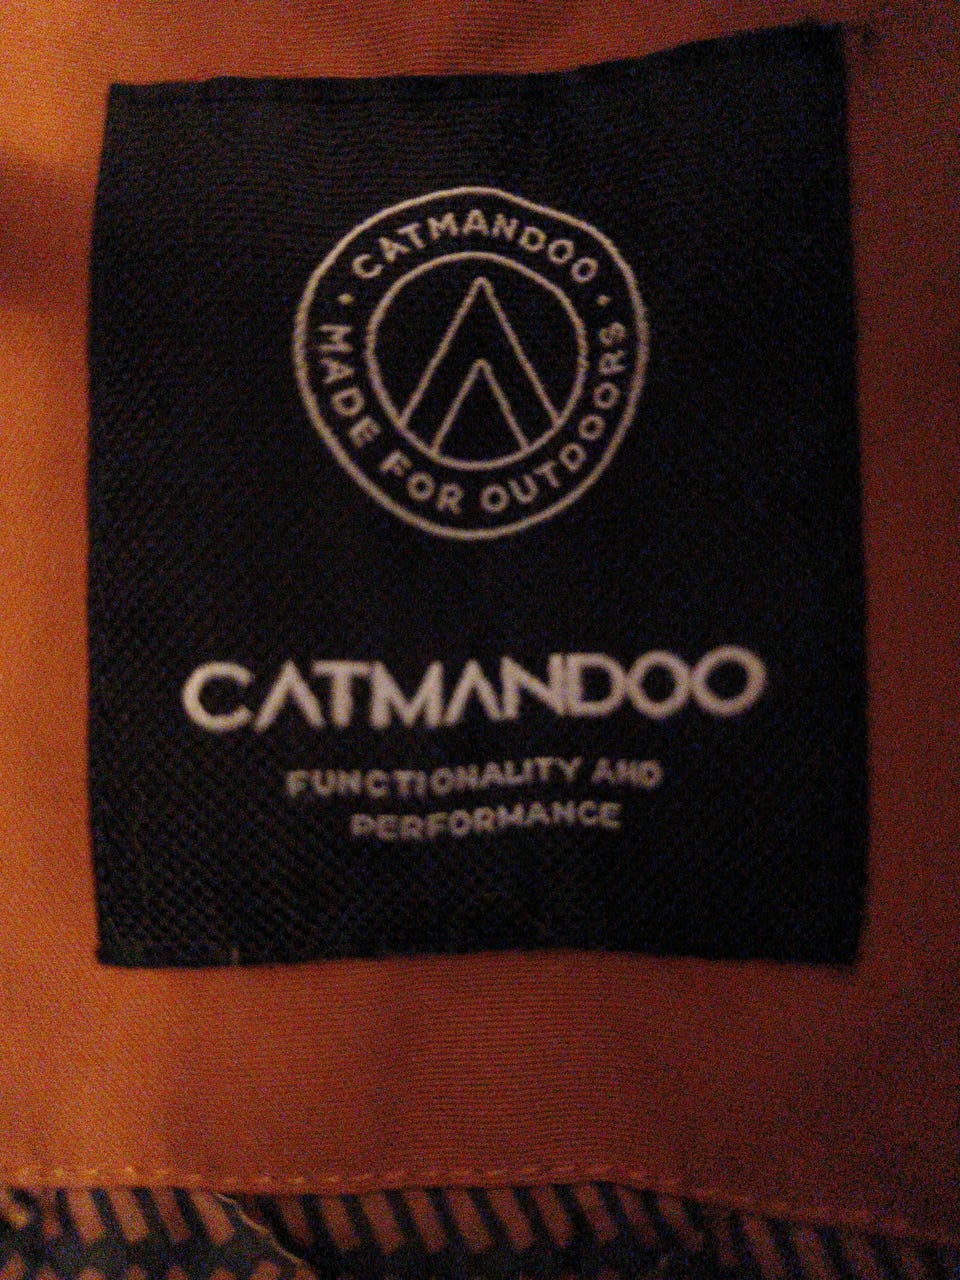 CATMANDOO
MADE FOR OUTDOORS
CATMANDOO
FUNCTIONALITY AND
PERFORMANCE